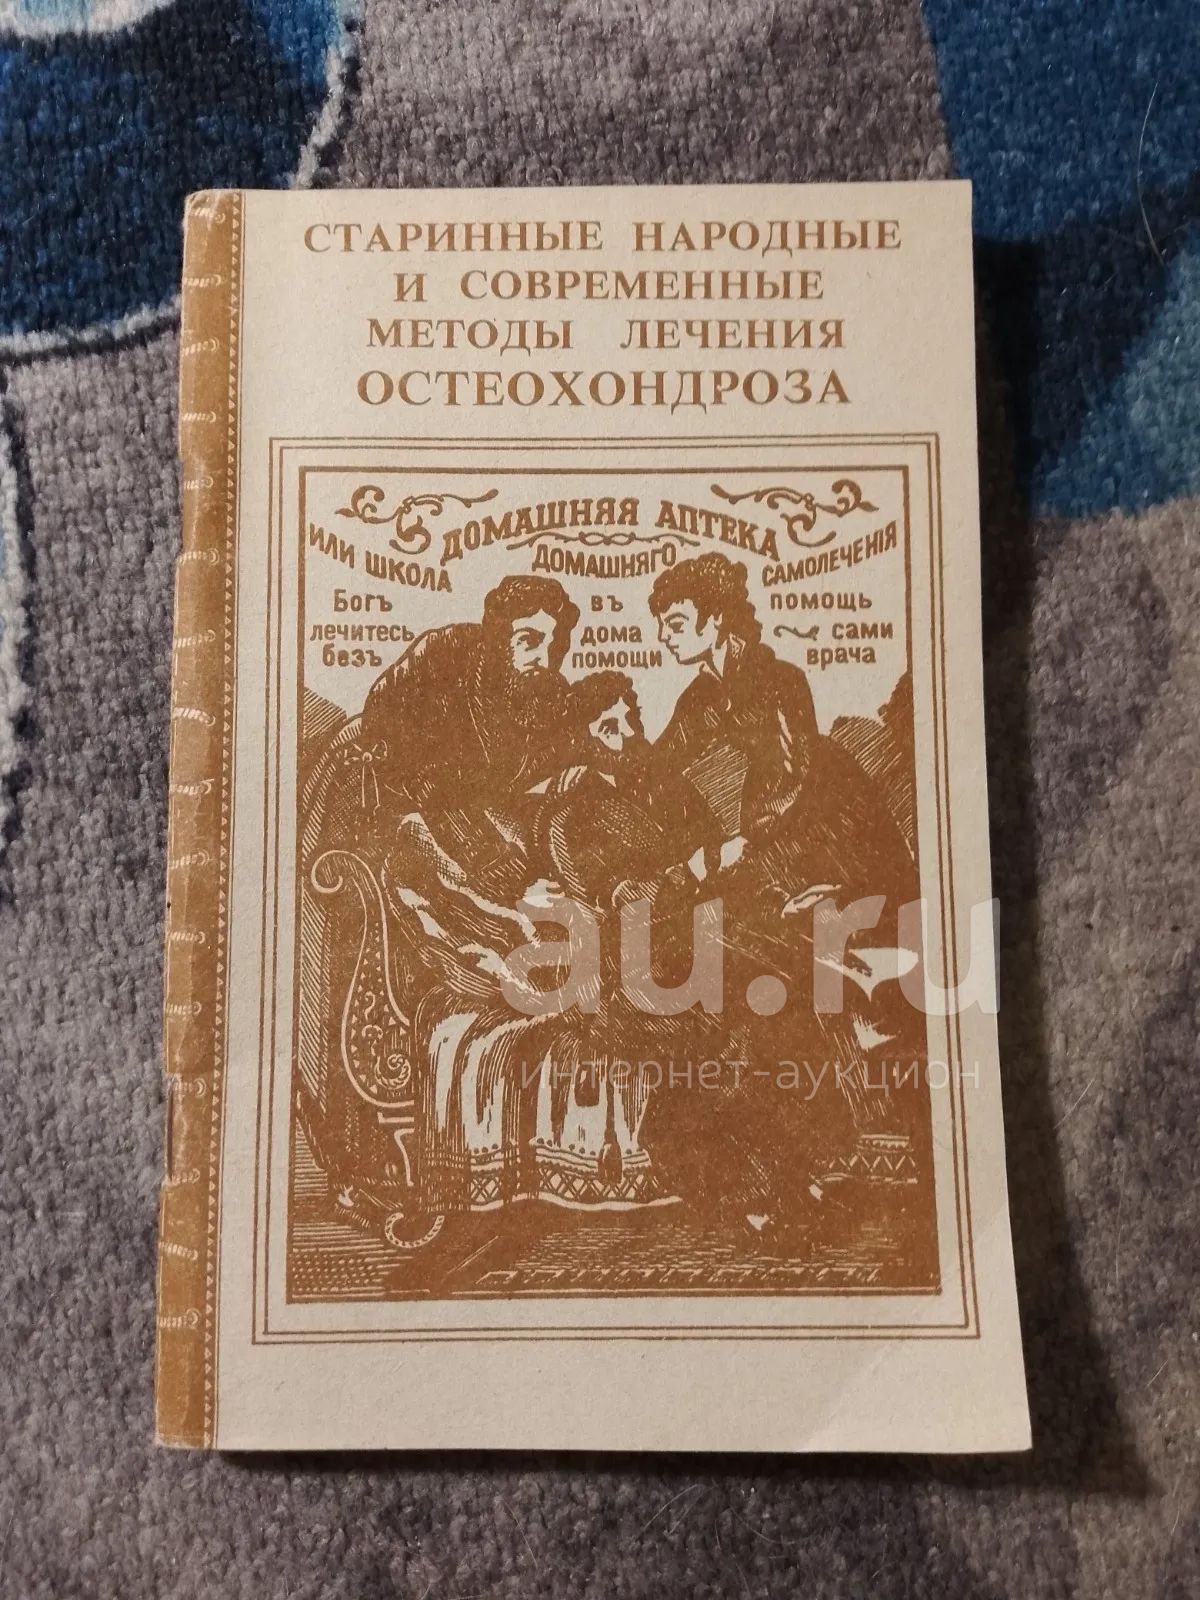 СТАРИННЫЕ НАРОДНЫЕ
И СОВРЕМЕННЫЕ
МЕТОДЫ ЛЕЧЕНИЯ
ОСТЕОХОНДРОЗА
ДОМАШНЯЯ АПТЕКА
ИЛИ ШКОЛА ДОМАШНЯГО САМОЛЕЧЕНІЯ
Богъ въ помощь
лечитесь дома сами
безъ помощи врача
au.ru
интернет-аукцион